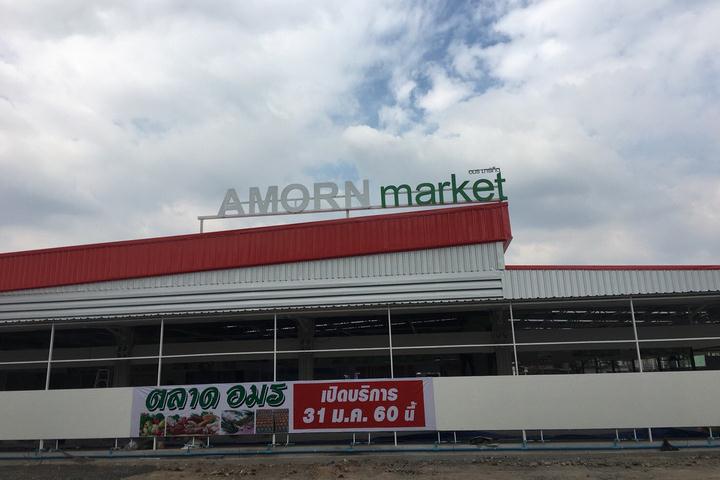 อมร มาร์เก็ต
AMORN market
ตลาด อมร
เปิดบริการ
31 ม.ค. 60 นี้